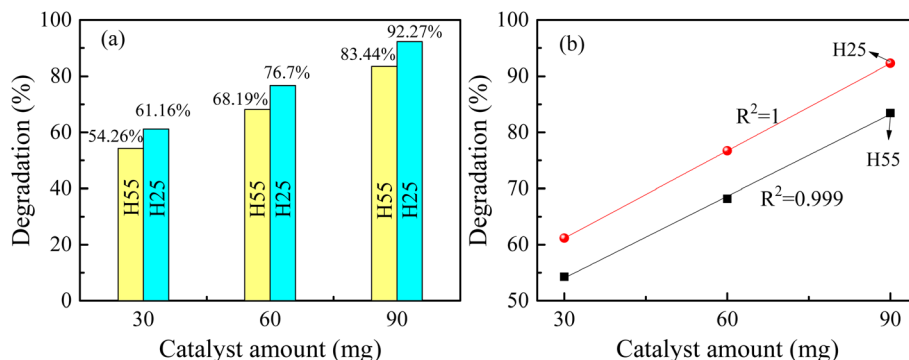 (a)
Degradation (%)
100
80
60
40
20
0
54.26%
61.16%
68.19%
76.7%
83.44%
92.27%
H55
H25
H55
H25
H55
H25
30
60
90
Catalyst amount (mg)
(b)
Degradation (%)
100
90
80
70
60
50
H25
R²=1
H55
R²=0.999
30
60
90
Catalyst amount (mg)